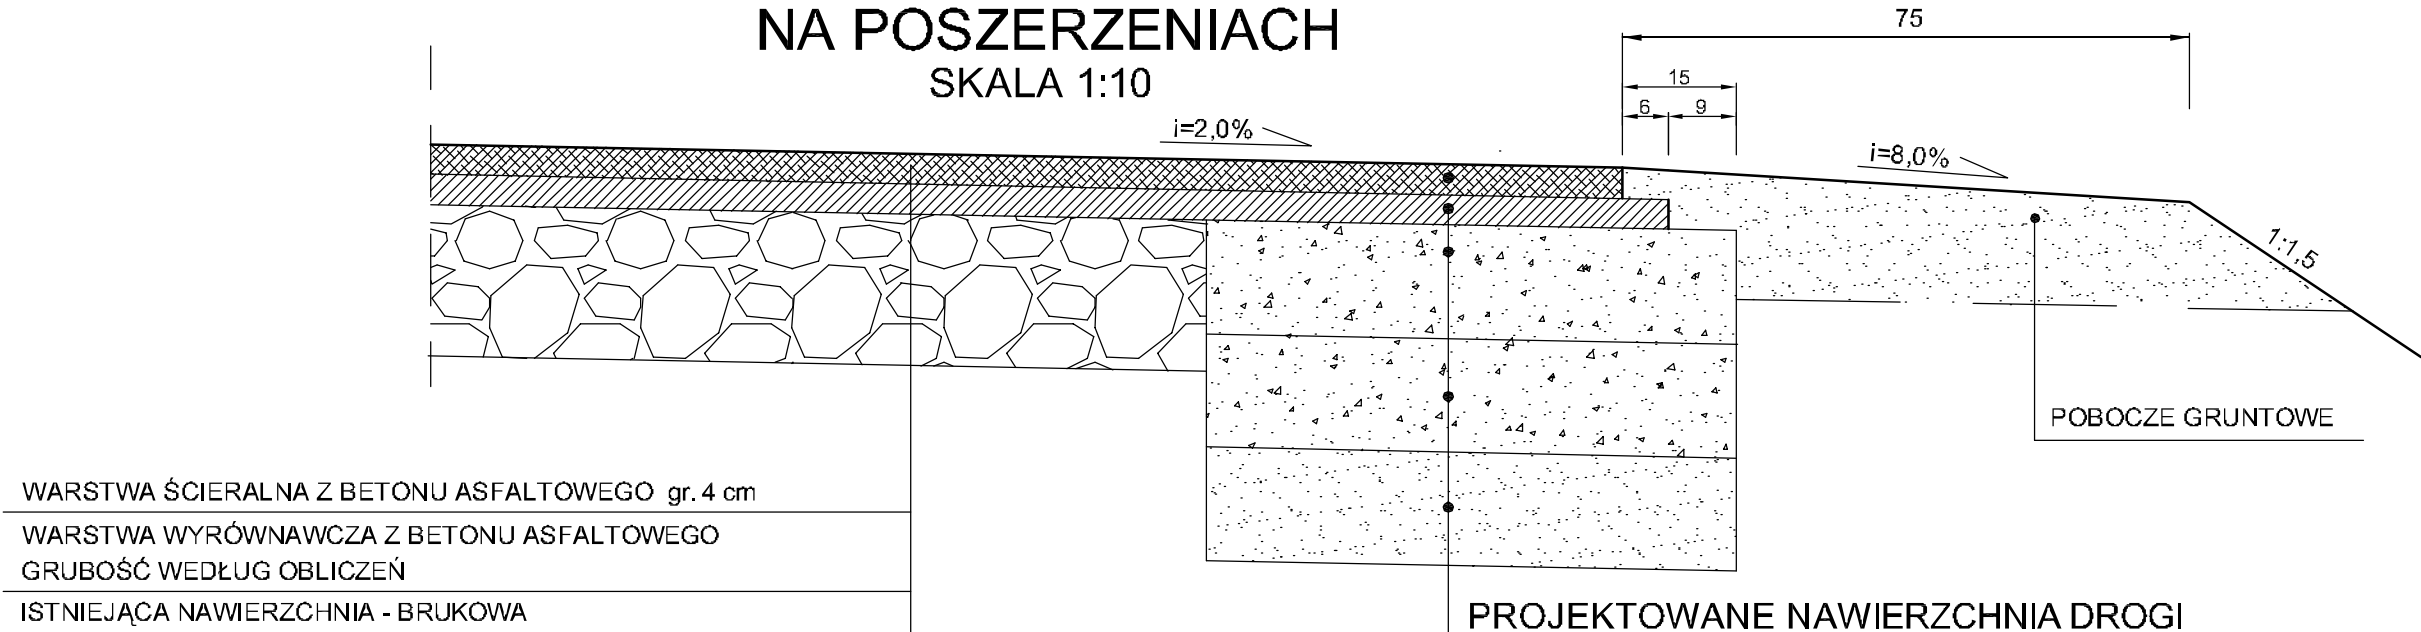 NA POSZERZENIACH
SKALA 1:10
75
15
6 9
i=2,0%
i=8,0%
1:1,5
POBOCZE GRUNTOWE
WARSTWA ŚCIERALNA Z BETONU ASFALTOWEGO gr. 4 cm
WARSTWA WYRÓWNAWCZA Z BETONU ASFALTOWEGO
GRUBOŚĆ WEDŁUG OBLICZEŃ
ISTNIEJĄCA NAWIERZCHNIA - BRUKOWA
PROJEKTOWANE NAWIERZCHNIA DROGI